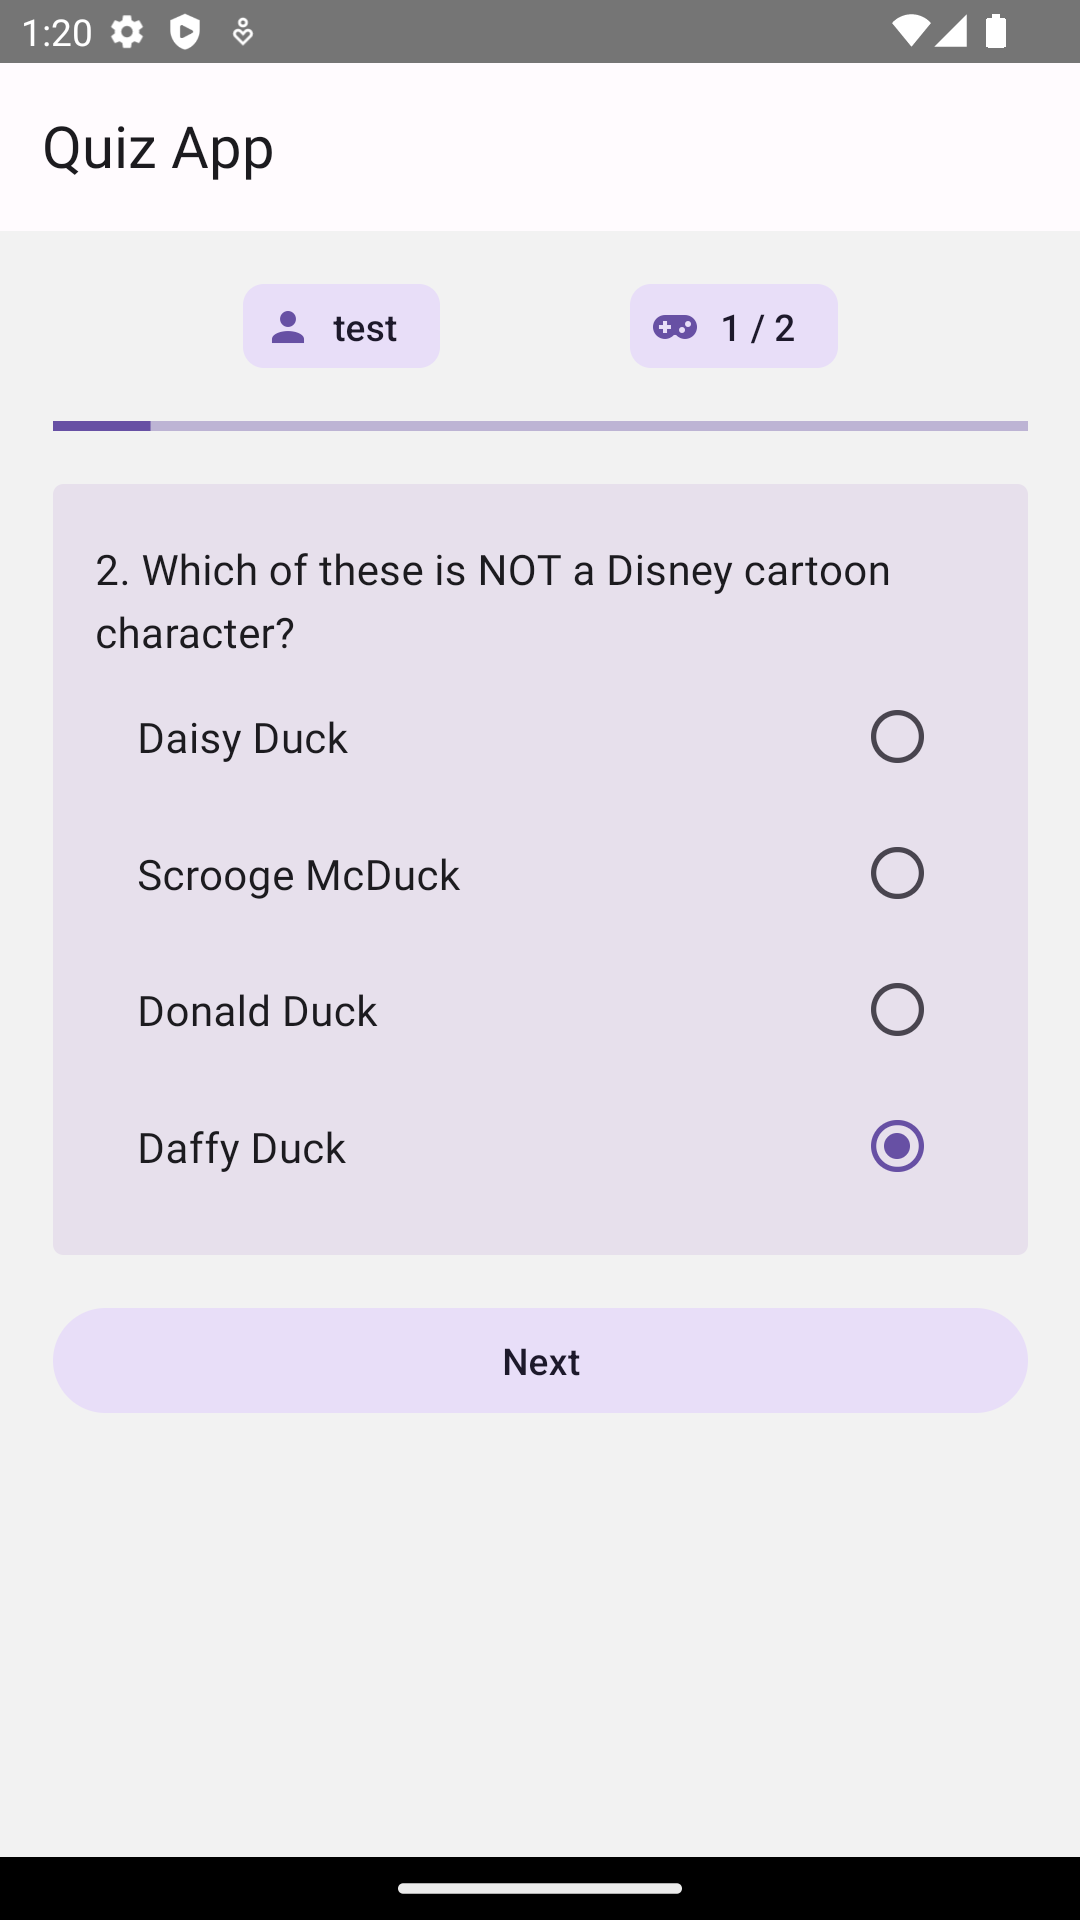 1:20
Quiz App
test
1 / 2
2. Which of these is NOT a Disney cartoon
character?
Daisy Duck
Scrooge McDuck
Donald Duck
Daffy Duck
Next